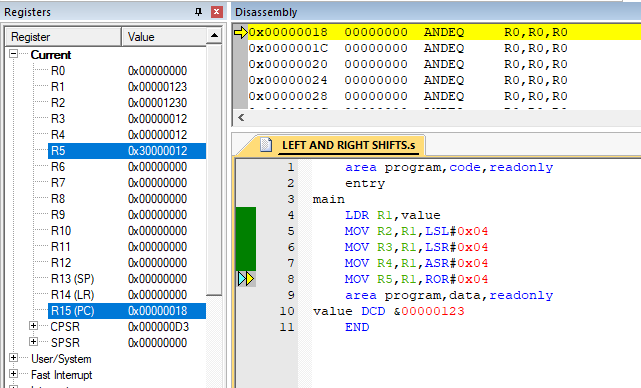 Registers
Register Value
Current
R0 0x00000000
R1 0x00000123
R2 0x00001230
R3 0x00000012
R4 0x00000012
R5 0x30000012
R6 0x00000000
R7 0x00000000
R8 0x00000000
R9 0x00000000
R10 0x00000000
R11 0x00000000
R12 0x00000000
R13 (SP) 0x00000000
R14 (LR) 0x00000000
R15 (PC) 0x00000018
CPSR 0x000000D3
SPSR 0x00000000
User/System
Fast Interrupt
Disassembly
0x00000018 00000000 ANDEQ R0,R0,R0
0x0000001C 00000000 ANDEQ R0,R0,R0
0x00000020 00000000 ANDEQ R0,R0,R0
0x00000024 00000000 ANDEQ R0,R0,R0
0x00000028 00000000 ANDEQ R0,R0,R0
LEFT AND RIGHT SHIFTS.s
1 area program,code,readonly
2 entry
3 main
4 LDR R1,value
5 MOV R2,R1,LSL#0x04
6 MOV R3,R1,LSR#0x04
7 MOV R4,R1,ASR#0x04
8 MOV R5,R1,ROR#0x04
9 area program,data,readonly
10 value DCD &00000123
11 END